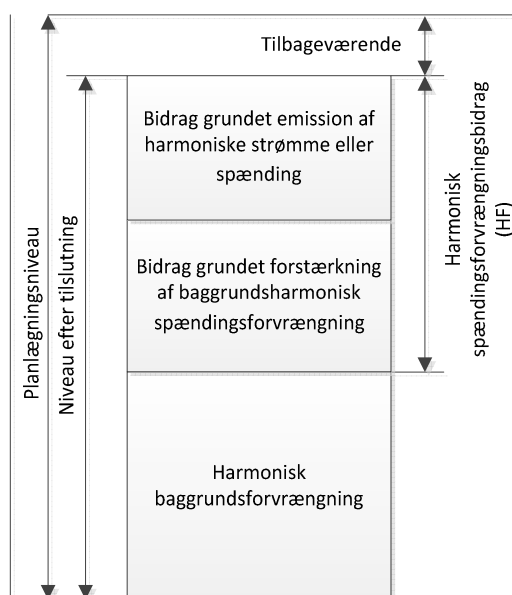 Tilbageværende
Bidrag grundet emission af
harmoniske strømme eller
spænding
Bidrag grundet forstærkning
af baggrundsharmonisk
spændingsforvrængning
Harmonisk
baggrundsforvrængning
Planlægningsniveau
Niveau efter tilslutning
Harmonisk
spændingsforvrængningsbidrag
(HF)